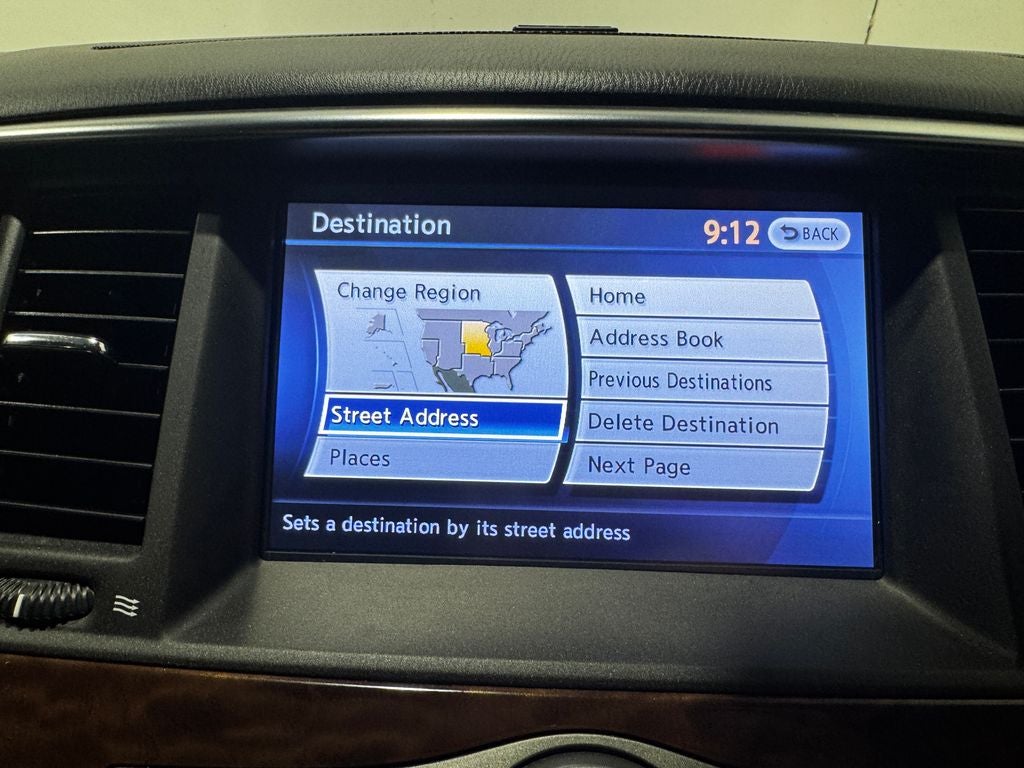 Destination
9:12
BACK
Change Region
Street Address
Places
Home
Address Book
Previous Destinations
Delete Destination
Next Page
Sets a destination by its street address